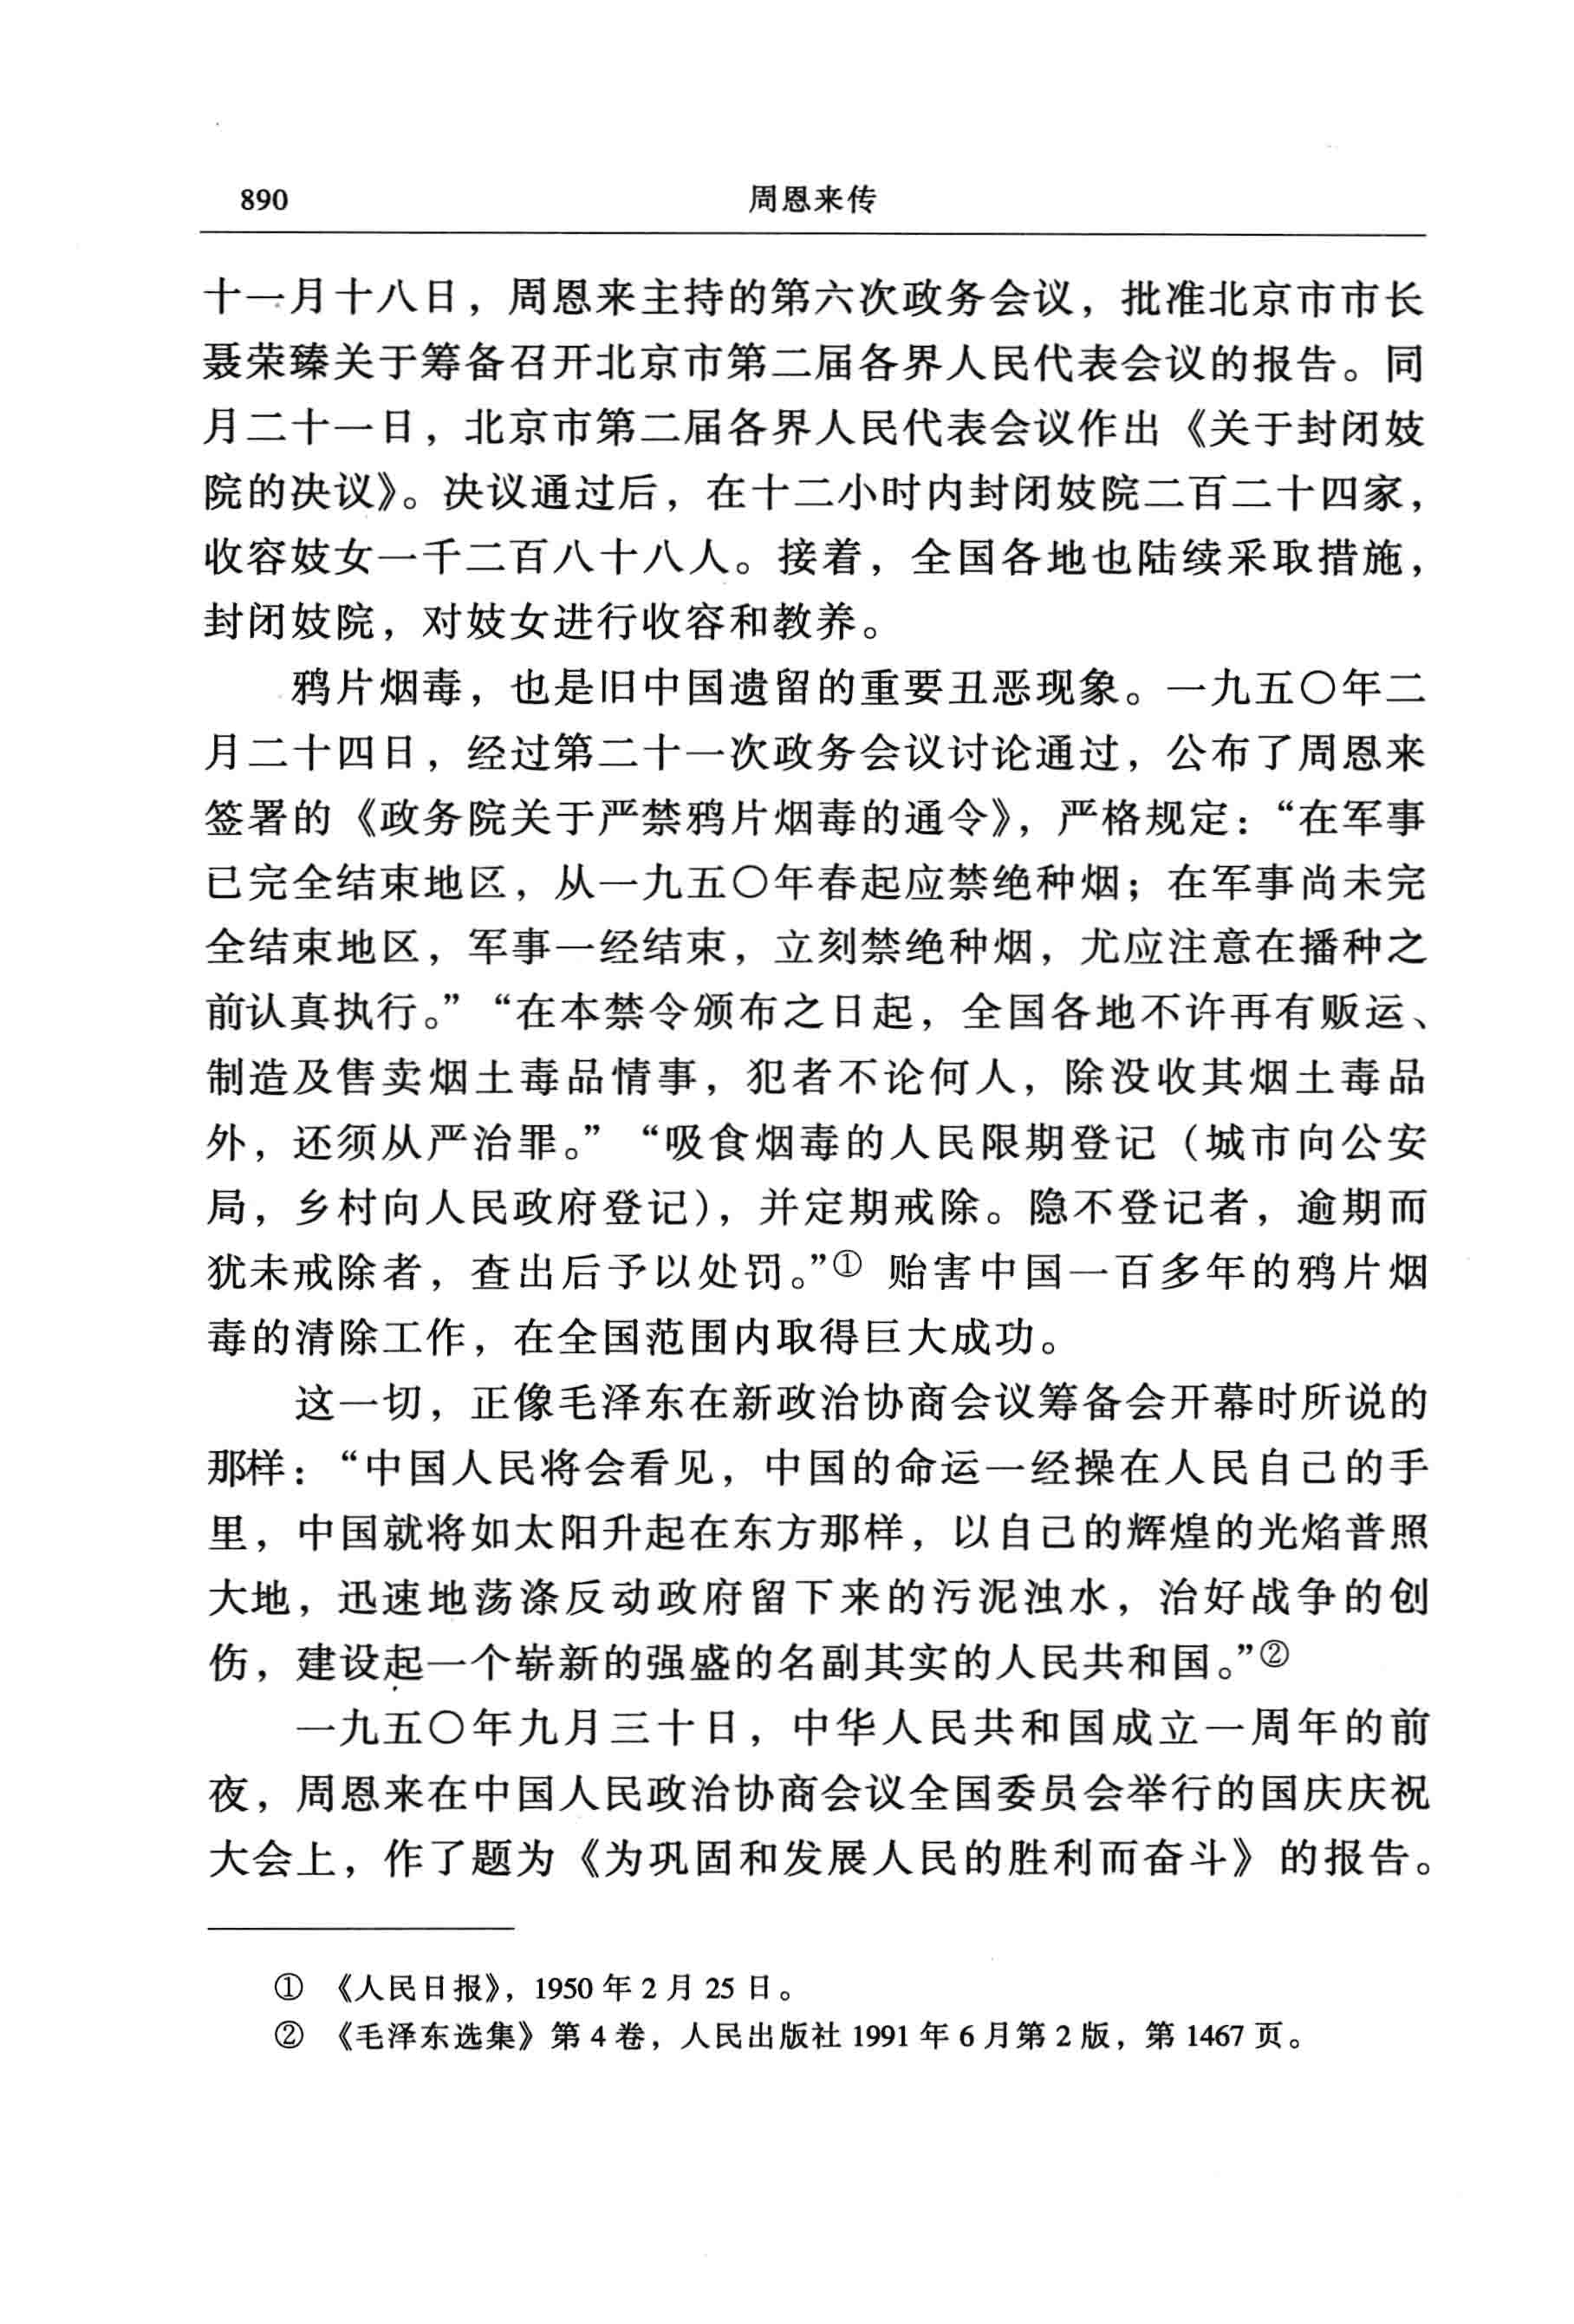 890
周恩来传
十一月十八日，周恩来主持的第六次政务会议，批准北京市市长
聂荣臻关于筹备召开北京市第二届各界人民代表会议的报告。同
月二十一日，北京市第二届各界人民代表会议作出《关于封闭妓
院的决议》。决议通过后，在十二小时内封闭妓院二百二十四家，
收容妓女一千二百八十八人。接着，全国各地也陆续采取措施，
封闭妓院，对妓女进行收容和教养。
鸦片烟毒，也是旧中国遗留的重要丑恶现象。一九五〇年二
月二十四日，经过第二十一次政务会议讨论通过，公布了周恩来
签署的《政务院关于严禁鸦片烟毒的通令》，严格规定：“在军事
已完全结束地区，从一九五〇年春起应禁绝种烟；在军事尚未完
全结束地区，军事一经结束，立刻禁绝种烟，尤应注意在播种之
前认真执行。”“在本禁令颁布之日起，全国各地不许再有贩运、
制造及售卖烟土毒品情事，犯者不论何人，除没收其烟土毒品
外，还须从严治罪。”“吸食烟毒的人民限期登记（城市向公安
局，乡村向人民政府登记），并定期戒除。隐不登记者，逾期而
犹未戒除者，查出后予以处罚。”① 贻害中国一百多年的鸦片烟
毒的清除工作，在全国范围内取得巨大成功。
这一切，正像毛泽东在新政治协商会议筹备会开幕时所说的
那样：“中国人民将会看见，中国的命运一经操在人民自己的手
里，中国就将如太阳升起在东方那样，以自己的辉煌的光焰普照
大地，迅速地荡涤反动政府留下来的污泥浊水，治好战争的创
伤，建设起一个崭新的强盛的名副其实的人民共和国。”②
一九五〇年九月三十日，中华人民共和国成立一周年的前
夜，周恩来在中国人民政治协商会议全国委员会举行的国庆庆祝
大会上，作了题为《为巩固和发展人民的胜利而奋斗》的报告。
① 《人民日报》，1950 年 2 月 25 日。
② 《毛泽东选集》第 4 卷，人民出版社 1991 年 6 月第 2 版，第 1467 页。